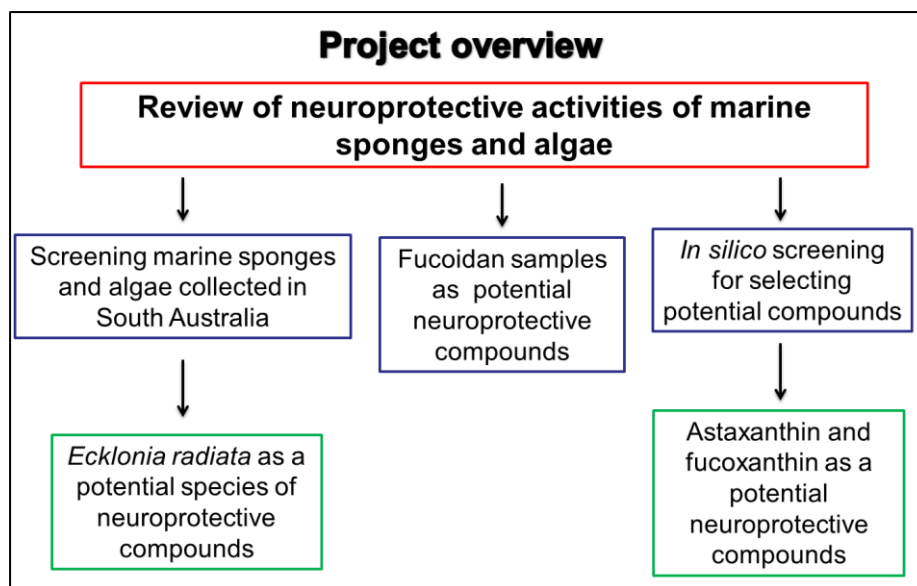 Project overview
Review of neuroprotective activities of marine
sponges and algae
Screening marine sponges
and algae collected in
South Australia
Fucoidan samples
as potential
neuroprotective
compounds
In silico screening
for selecting
potential compounds
Ecklonia radiata as a
potential species of
neuroprotective
compounds
Astaxanthin and
fucoxanthin as a
potential
neuroprotective
compounds